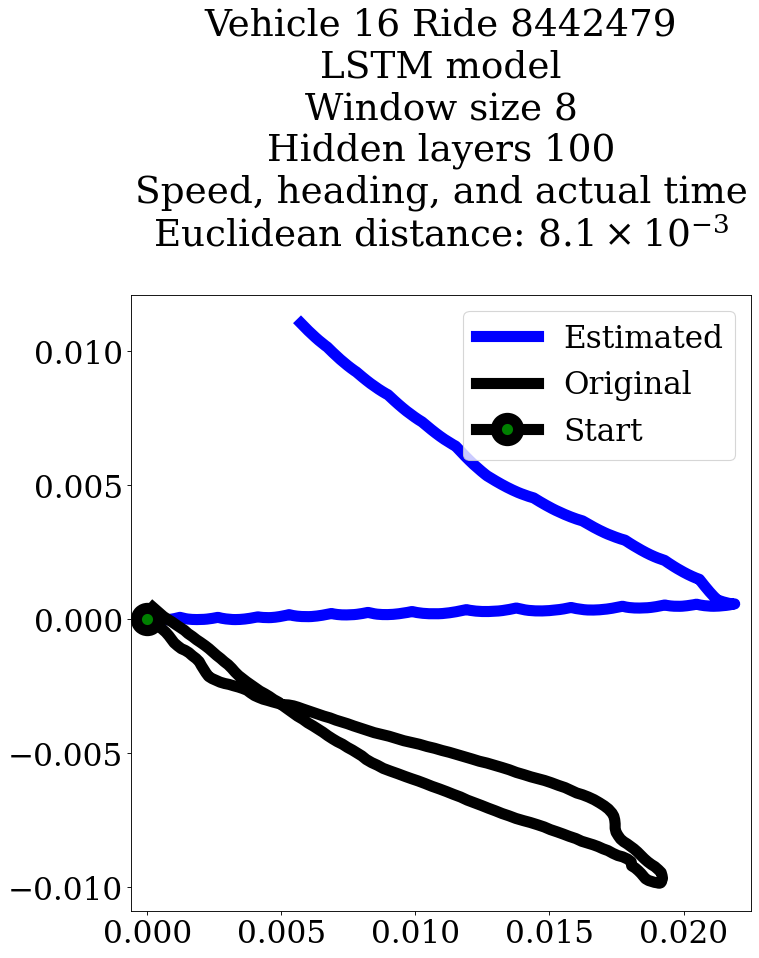 Vehicle 16 Ride 8442479
LSTM model
Window size 8
Hidden layers 100
Speed, heading, and actual time
Euclidean distance: 8.1 × 10⁻³
Estimated
Original
Start
0.010
0.005
0.000
−0.005
−0.010
0.000 0.005 0.010 0.015 0.020